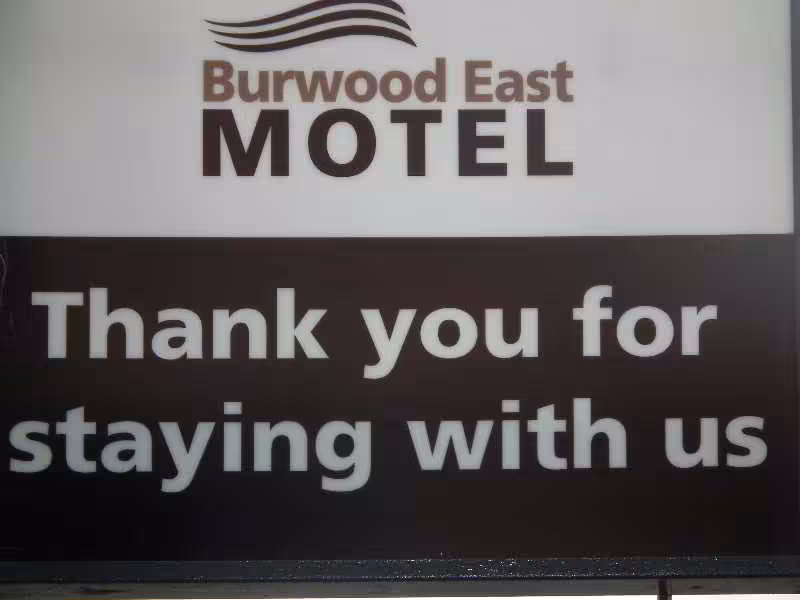 Burwood East
MOTEL
Thank you for
staying with us